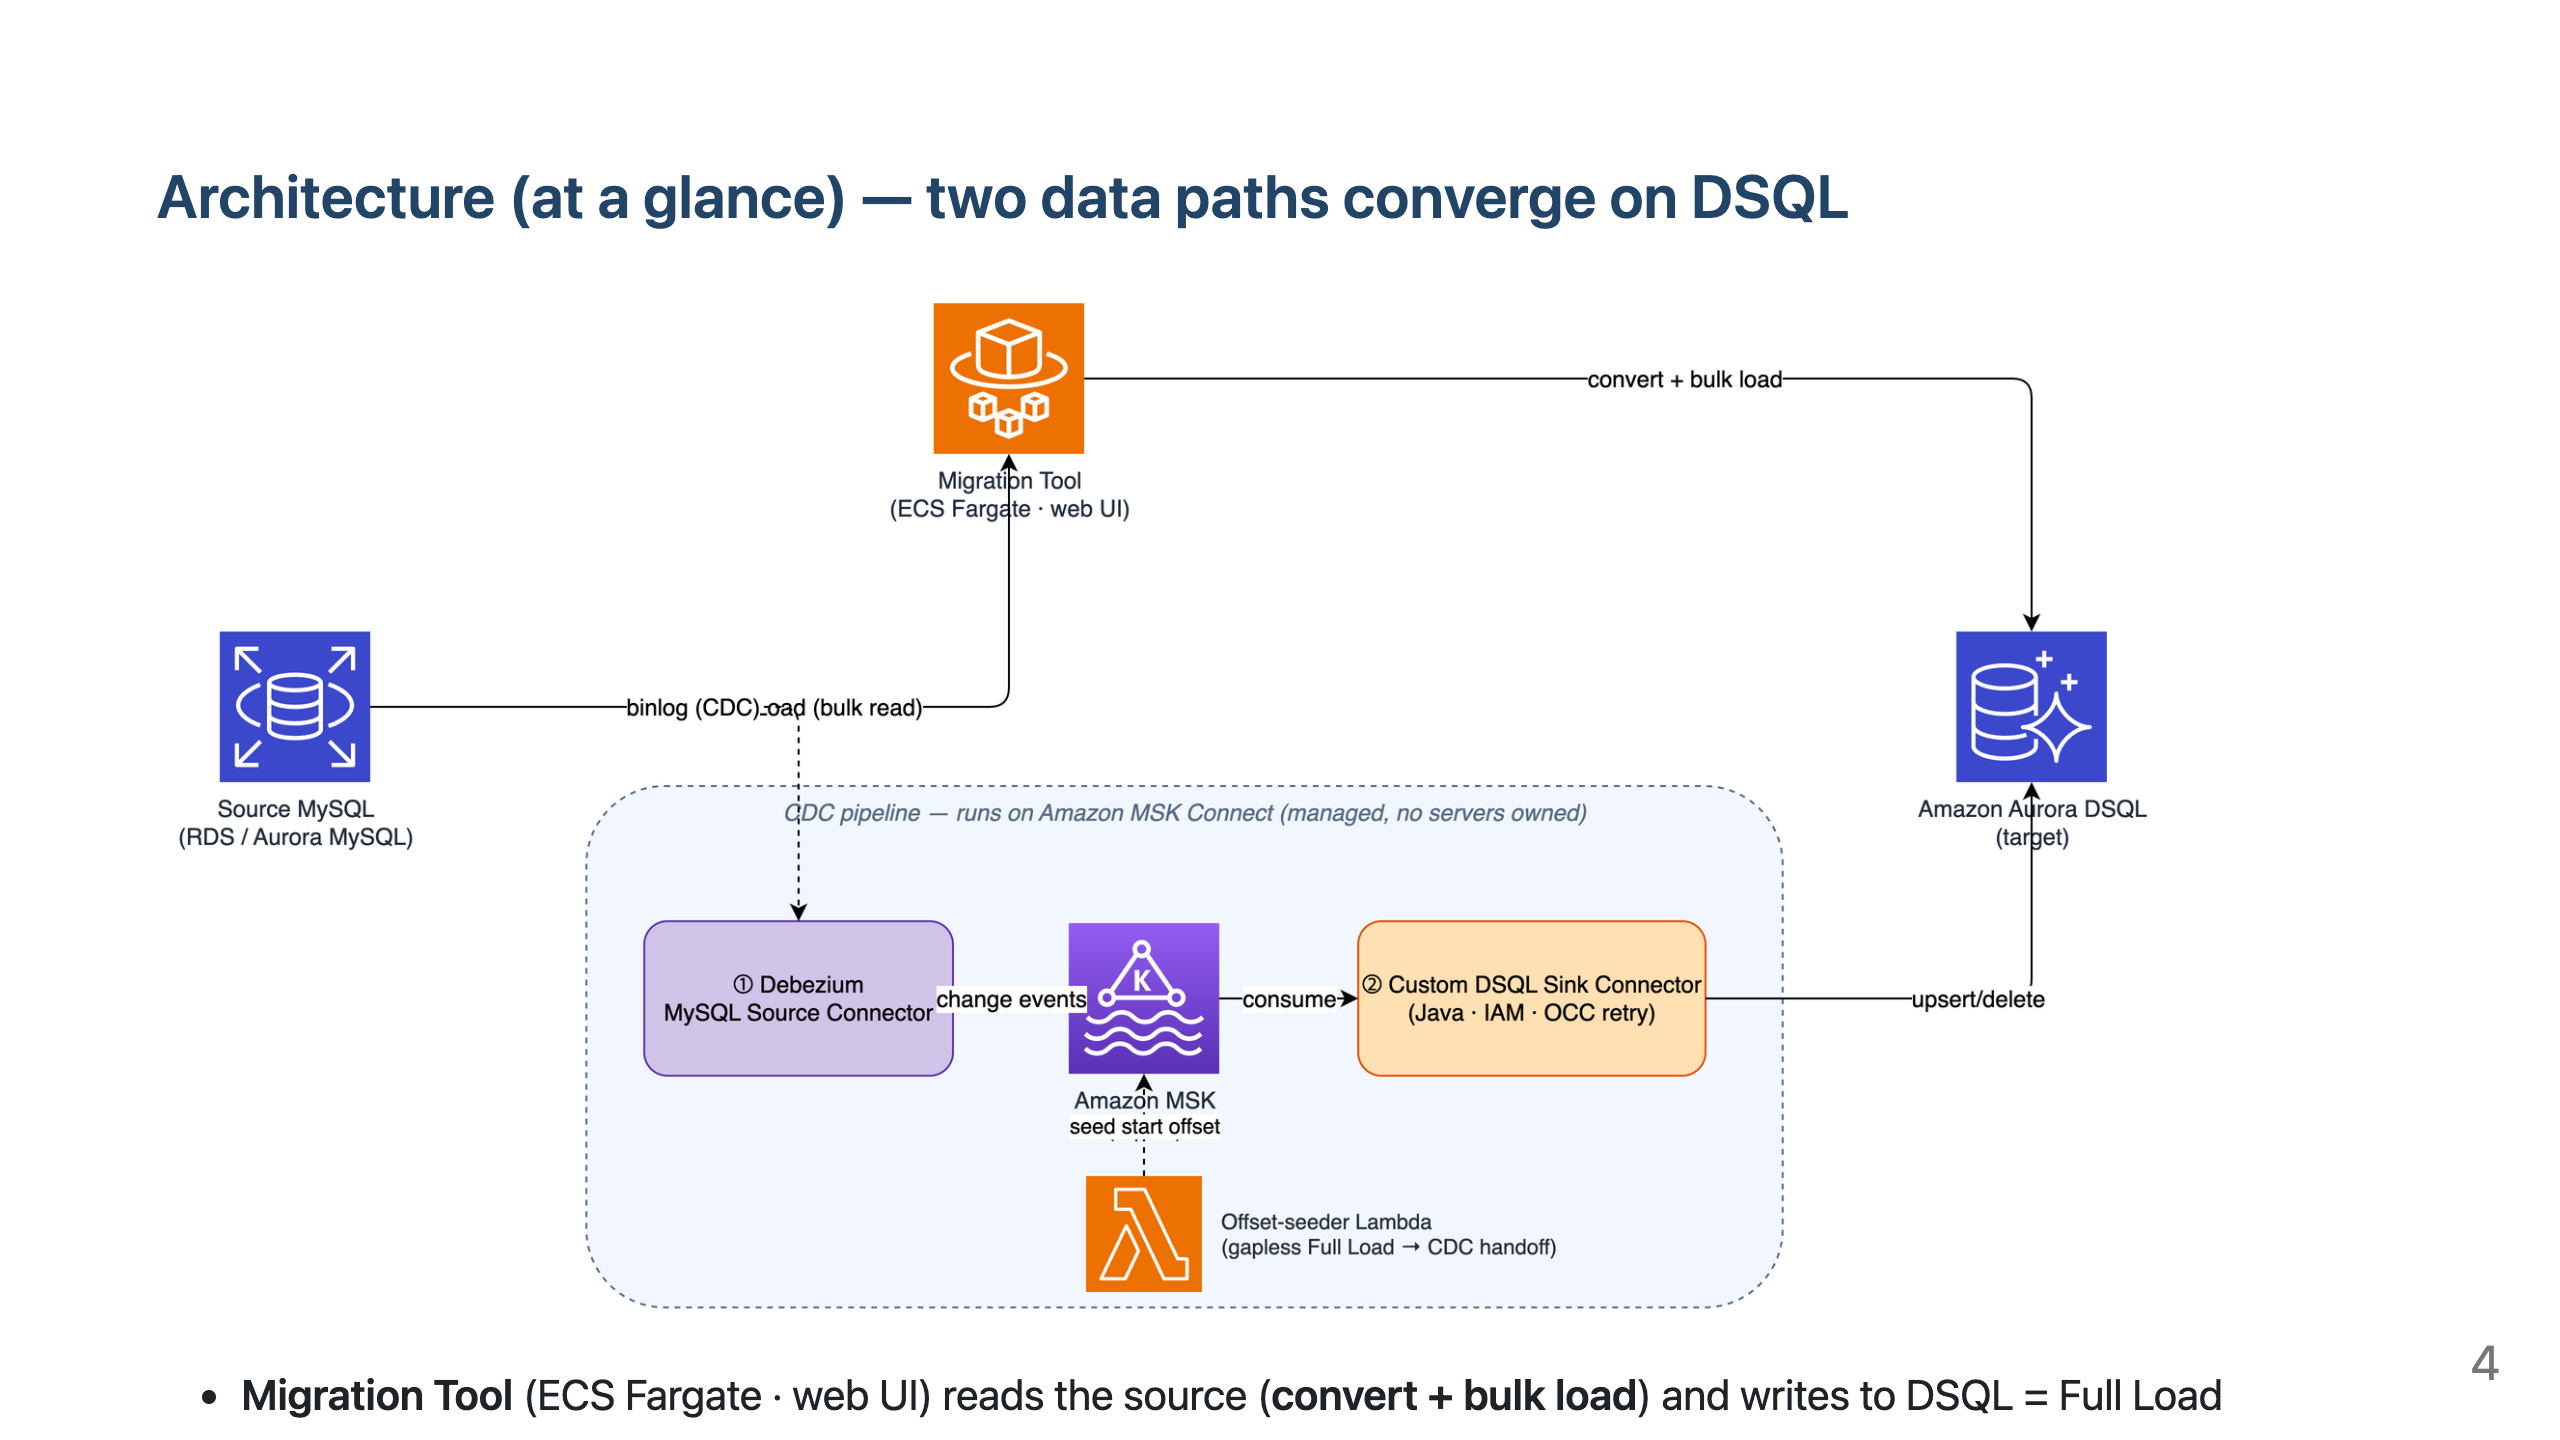 Architecture (at a glance) — two data paths converge on DSQL
convert + bulk load
Migration Tool
(ECS Fargate · web UI)
binlog (CDC) oad (bulk read)
Source MySQL
(RDS / Aurora MySQL)
Amazon Aurora DSQL
(target)
CDC pipeline — runs on Amazon MSK Connect (managed, no servers owned)
① Debezium
MySQL Source Connector
change events
K
consume
② Custom DSQL Sink Connector
(Java · IAM · OCC retry)
upsert/delete
Amazon MSK
seed start offset
Offset-seeder Lambda
(gapless Full Load → CDC handoff)
• Migration Tool (ECS Fargate · web UI) reads the source (convert + bulk load) and writes to DSQL = Full Load
4